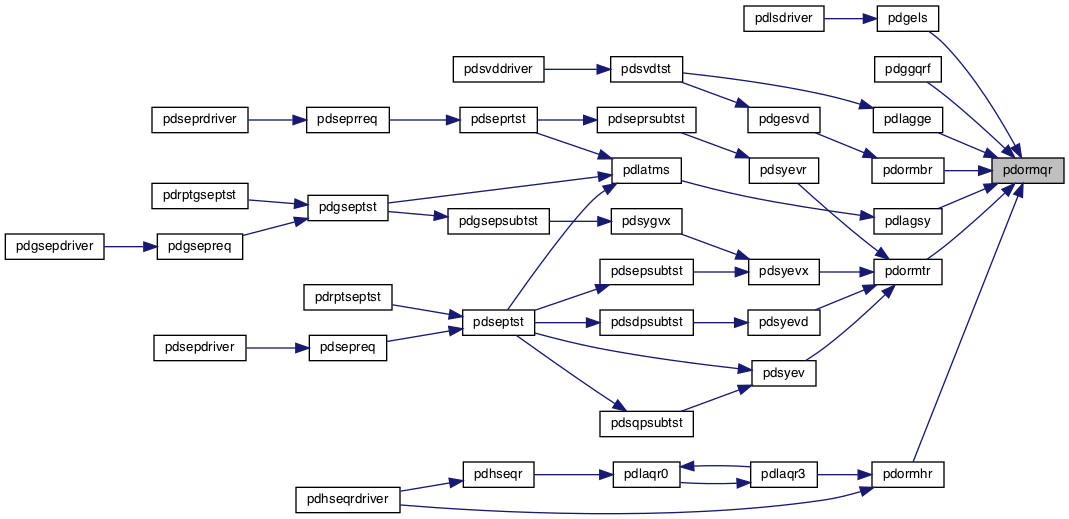 pdlsdriver
pdgels
pdsvddriver
pdsvdtst
pdggqrf
pdseprdriver
pdseprreq
pdseprtst
pdseprsubtst
pdgesvd
pdlagge
pdlatms
pdsyevr
pdormbr
pdormqr
pdrptgseptst
pdgseptst
pdgsepsubtst
pdsygvx
pdlagsy
pdgsepdriver
pdgsepreq
pdsepsubtst
pdsyevx
pdormtr
pdrptseptst
pdseptst
pdsdpsubtst
pdsyevd
pdsepdriver
pdsepreq
pdsyev
pdsqpsubtst
pdhseqr
pdlaqr0
pdlaqr3
pdormhr
pdhseqrdriver